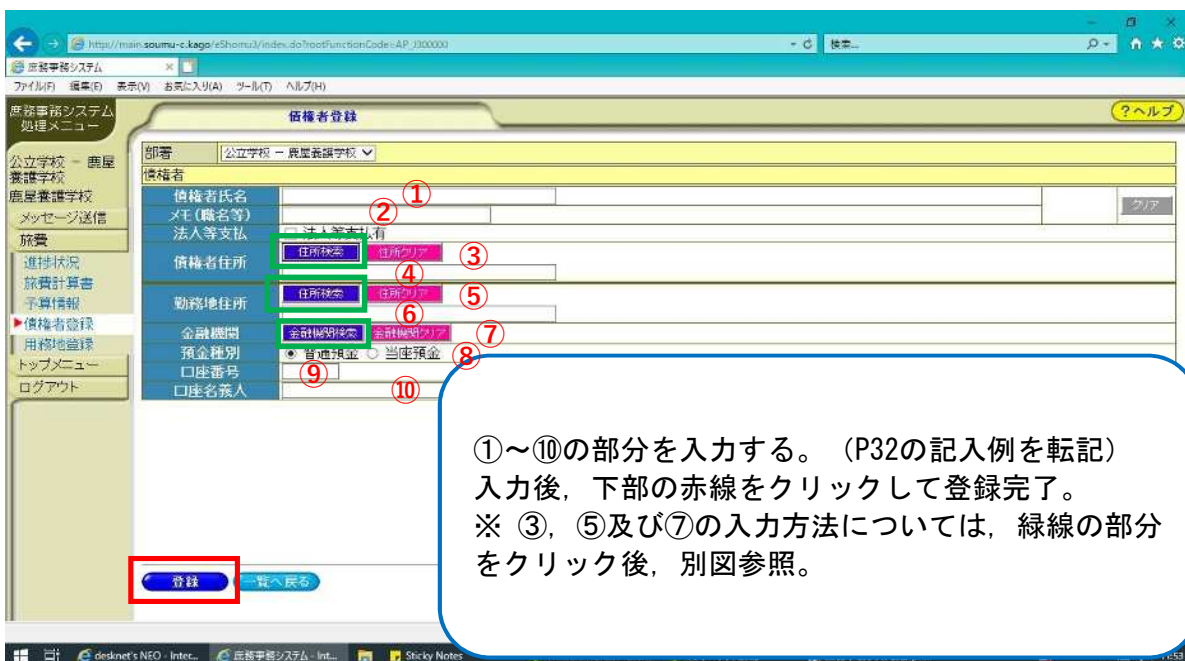 http://main.soumu-c.kago/eShomu3/index.do?rootFunctionCode=AP_J300000
検索...
庶務事務システム
ファイル(F) 編集(E) 表示(V) お気に入り(A) ツール(T) ヘルプ(H)
庶務事務システム
処理メニュー
債権者登録
?ヘルプ
公立学校 － 鹿屋
養護学校
鹿屋養護学校
メッセージ送信
旅費
進捗状況
旅費計算書
予算情報
債権者登録
用務地登録
トップメニュー
ログアウト
部署 公立学校 － 鹿屋養護学校
債権者
債権者氏名 ①
クリア
メモ(職名等) ②
法人等支払 法人等支払有
債権者住所 住所検索 住所クリア ③
④
勤務地住所 住所検索 住所クリア ⑤
⑥
金融機関 金融機関検索 金融機関クリア ⑦
預金種別 普通預金 当座預金 ⑧
口座番号 ⑨
口座名義人 ⑩
①～⑩の部分を入力する。（P32の記入例を転記）
入力後，下部の赤線をクリックして登録完了。
※ ③，⑤及び⑦の入力方法については，緑線の部分
をクリック後，別図参照。
登録 一覧へ戻る
desknet's NEO - Inter... 庶務事務システム - Int... Sticky Notes